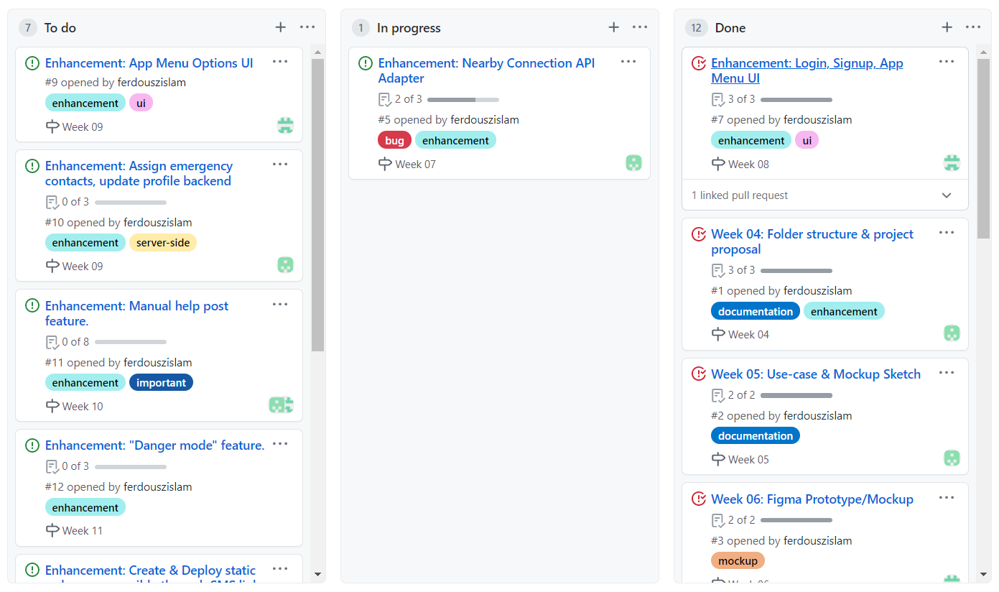 7 To do
Enhancement: App Menu Options UI
#9 opened by ferdouszislam
enhancement ui
Week 09
Enhancement: Assign emergency
contacts, update profile backend
0 of 3
#10 opened by ferdouszislam
enhancement server-side
Week 09
Enhancement: Manual help post
feature.
0 of 8
#11 opened by ferdouszislam
enhancement important
Week 10
Enhancement: "Danger mode" feature.
0 of 3
#12 opened by ferdouszislam
enhancement
Week 11
Enhancement: Create & Deploy static
1 In progress
Enhancement: Nearby Connection API
Adapter
2 of 3
#5 opened by ferdouszislam
bug enhancement
Week 07
12 Done
Enhancement: Login, Signup, App
Menu UI
3 of 3
#7 opened by ferdouszislam
enhancement ui
Week 08
1 linked pull request
Week 04: Folder structure & project
proposal
3 of 3
#1 opened by ferdouszislam
documentation enhancement
Week 04
Week 05: Use-case & Mockup Sketch
2 of 2
#2 opened by ferdouszislam
documentation
Week 05
Week 06: Figma Prototype/Mockup
2 of 2
#3 opened by ferdouszislam
mockup
Week 06